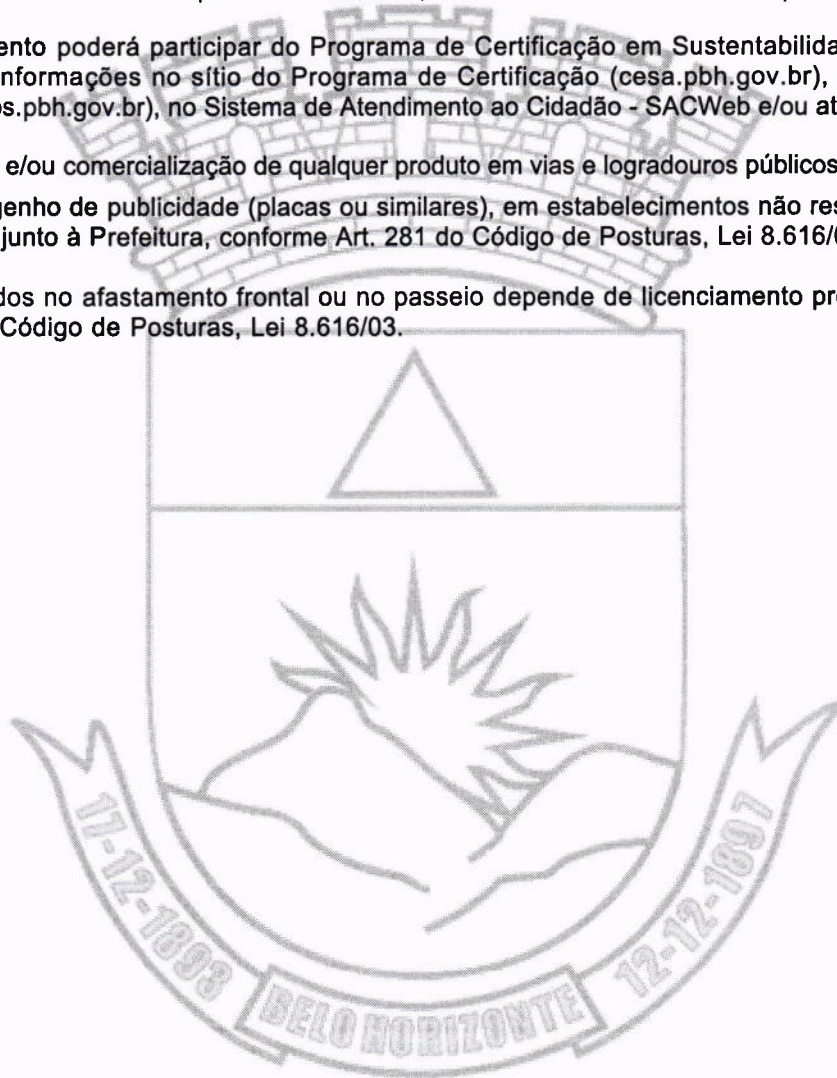 ento poderá participar do Programa de Certificação em Sustentabilida
nformações no sítio do Programa de Certificação (cesa.pbh.gov.br),
os.pbh.gov.br), no Sistema de Atendimento ao Cidadão - SACWeb e/ou at
e/ou comercialização de qualquer produto em vias e logradouros públicos
genho de publicidade (placas ou similares), em estabelecimentos não res
junto à Prefeitura, conforme Art. 281 do Código de Posturas, Lei 8.616/
dos no afastamento frontal ou no passeio depende de licenciamento pr
Código de Posturas, Lei 8.616/03.
17-12-1893
BELO HORIZONTE
12-12-1897